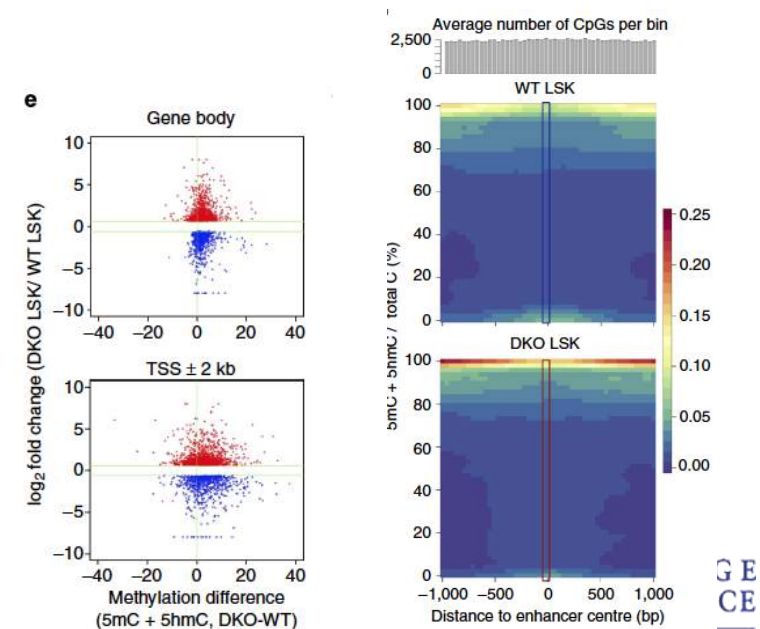 e
Gene body
10
5
0
−5
−10
−40 −20 0 20 40
TSS ± 2 kb
10
5
0
−5
−10
−40 −20 0 20 40
log2 fold change (DKO LSK/ WT LSK)
Methylation difference
(5mC + 5hmC, DKO-WT)
Average number of CpGs per bin
2,500
0
WT LSK
100
80
60
40
20
0
DKO LSK
100
80
60
40
20
0
5mC + 5hmC / total C (%)
−1,000 −500 0 500 1,000
Distance to enhancer centre (bp)
0.25
0.20
0.15
0.10
0.05
0.00
G E
CE